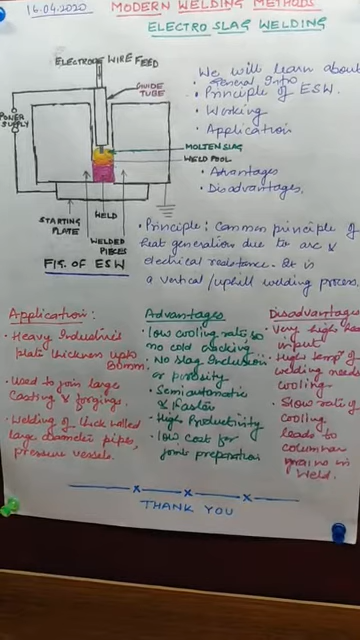 16.04.2020
MODERN WELDING METHODS
ELECTRO SLAG WELDING
ELECTRODE WIRE FEED
GUIDE
TUBE
POWER
SUPPLY
MOLTEN SLAG
WELD POOL
STARTING
PLATE
WELD
WELDED
PIECES
FIG. OF ESW
We will learn about
• General Intro
• Principle of ESW.
• Working
• Application
• Advantages
• Disadvantages.
• Principle: Common principle of
heat generation due to arc &
electrical resistance. It is
a vertical/uphill welding process.
Application:
• Heavy Industries
plate thickness upto
80mm.
• Used to join large
casting & forgings.
• Welding of thick walled
large diameter pipes,
pressure vessels.
Advantages
• low cooling rate so
no cold cracking
• No slag Inclusion
or porosity
• Semiautomatic
& faster
• High Productivity
• low cost for
joint preparation
Disadvantages
• Very high heat
input
• High temp of
welding needs
cooling
• Slow rate of
cooling
leads to
columnar
grains in
weld.
THANK YOU